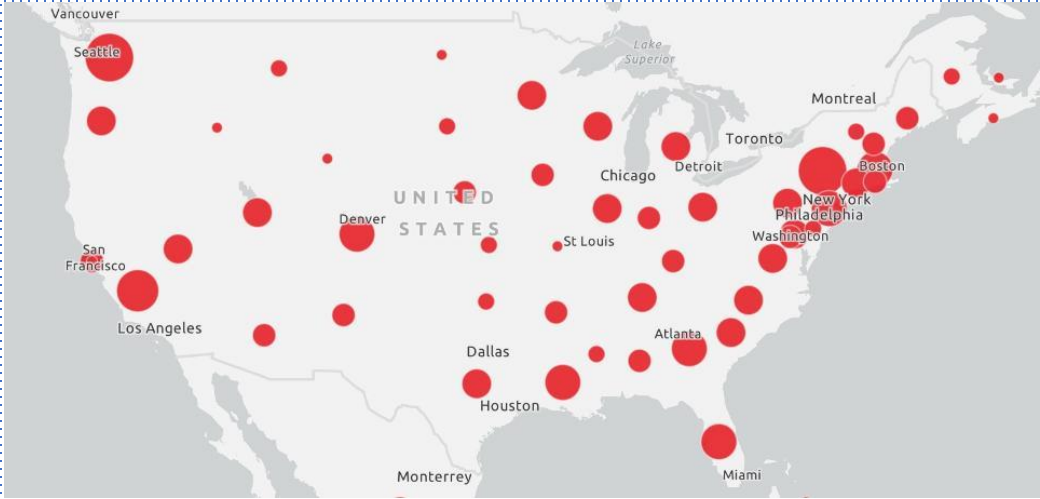 Vancouver
Seattle
Lake
Superior
Montreal
Toronto
Boston
Detroit
Chicago
New York
UNITED
STATES
Philadelphia
Denver
Washington
St Louis
San
Francisco
Los Angeles
Atlanta
Dallas
Houston
Monterrey
Miami